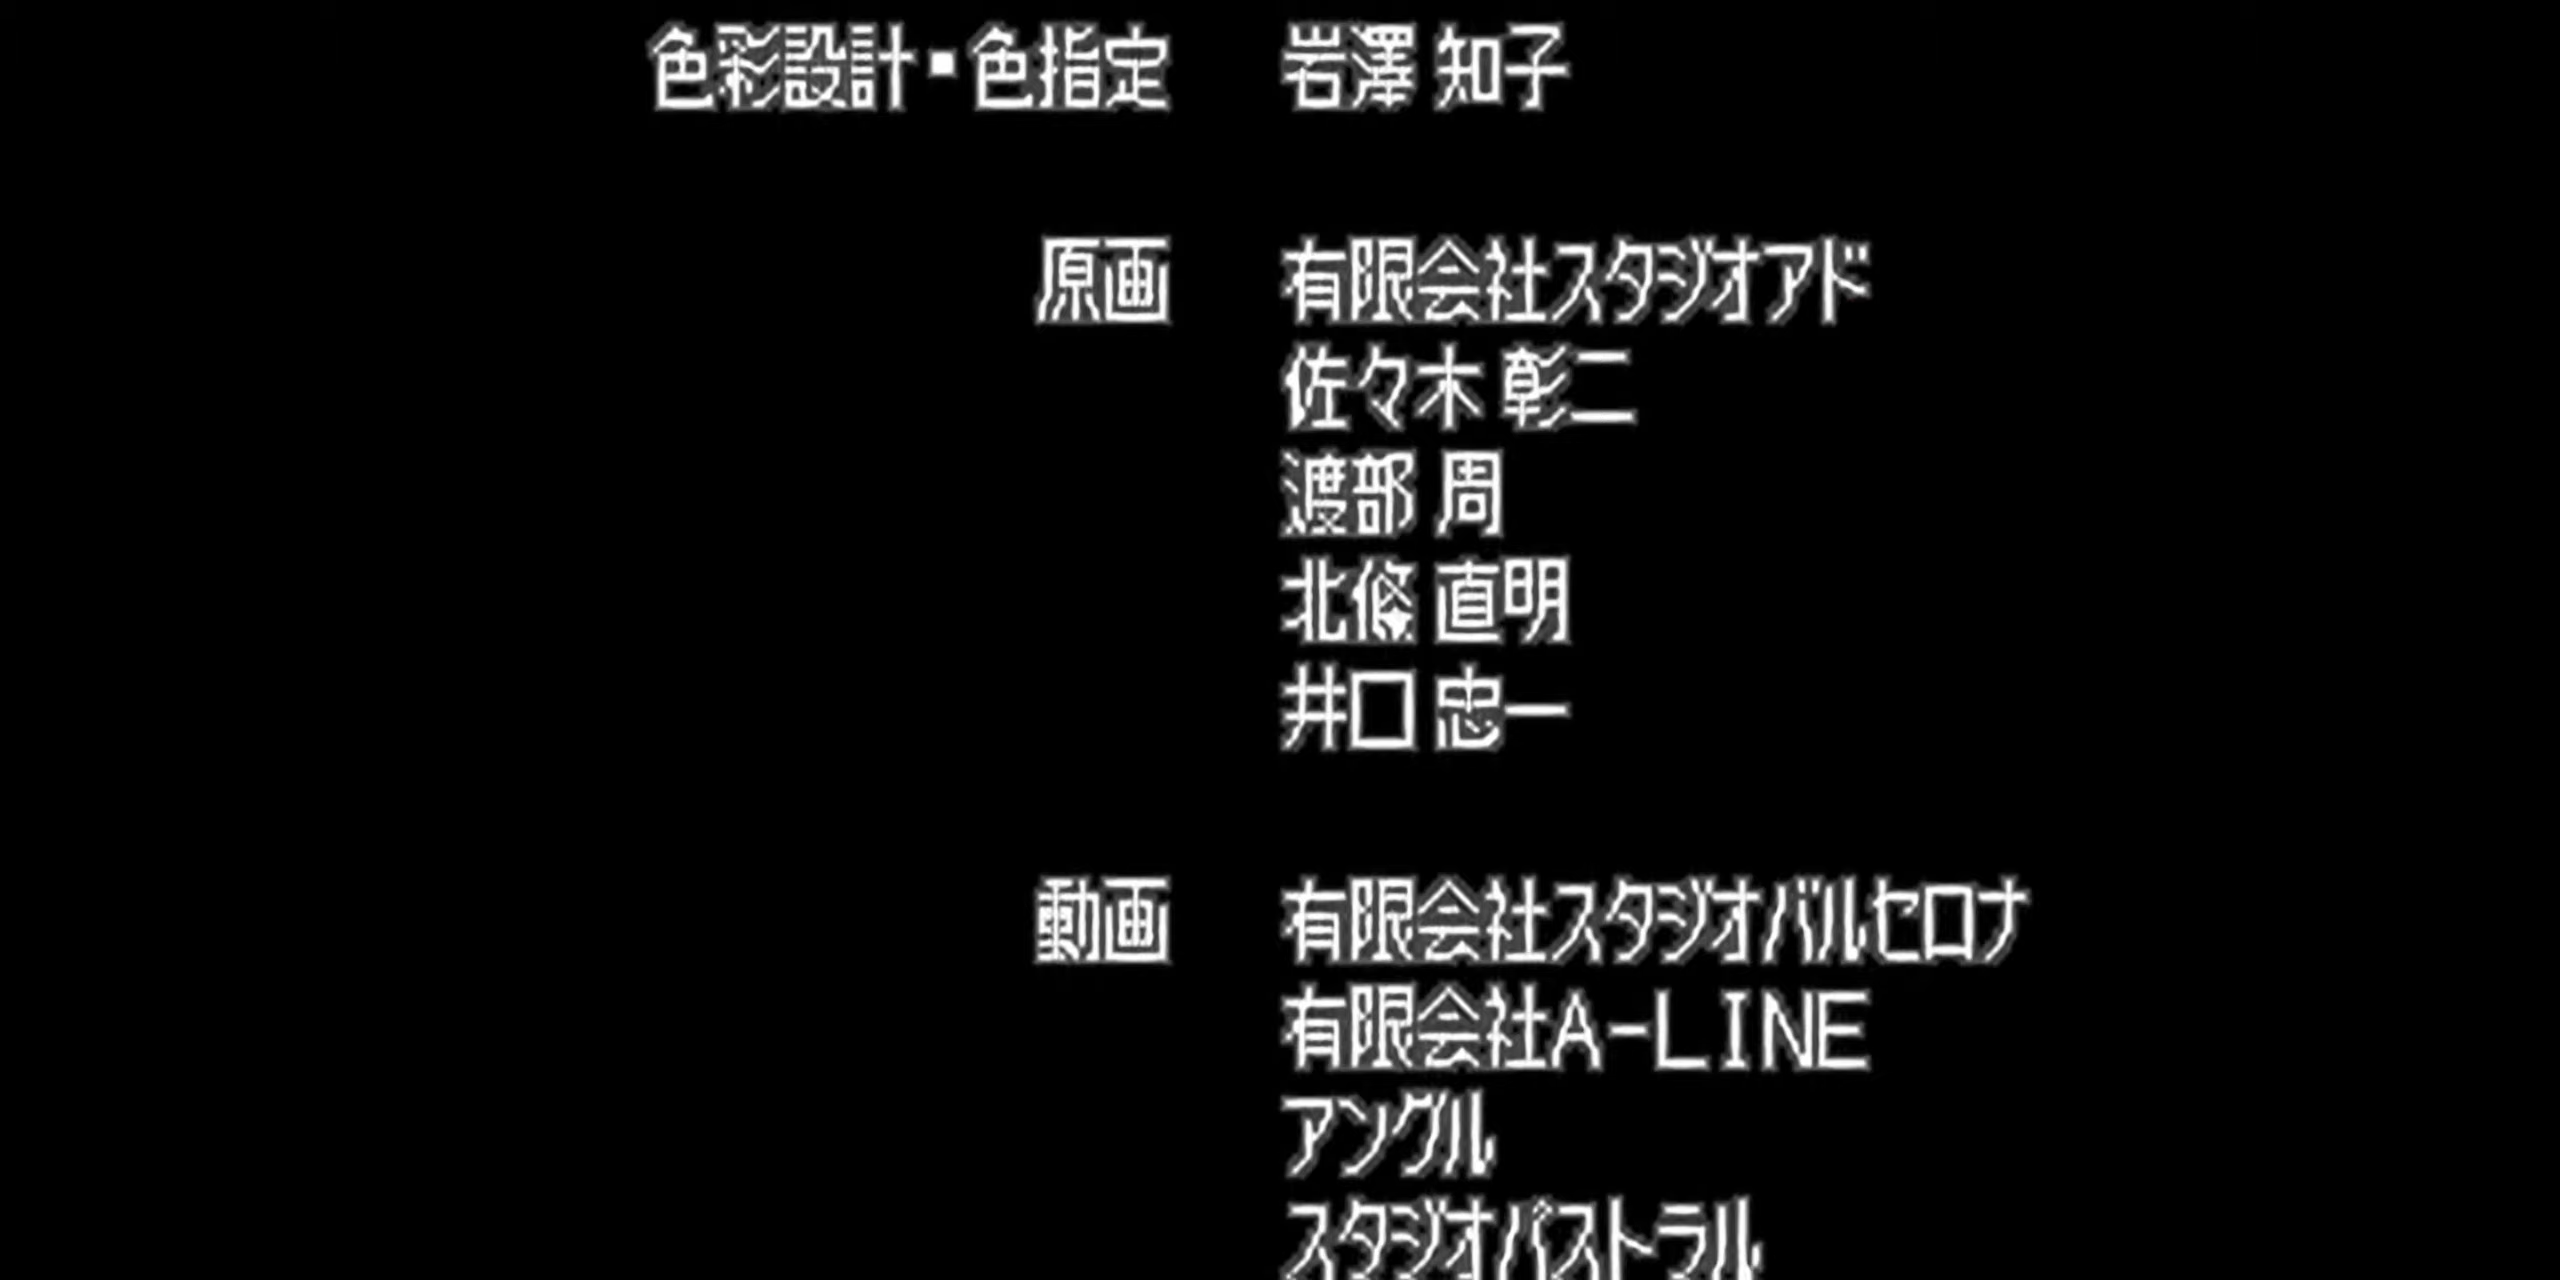 色彩設計・色指定 岩澤 知子
原画 有限会社スタジオアド
佐々木 彰二
渡部 周
北條 直明
井口 忠一
動画 有限会社スタジオバルセロナ
有限会社A-LINE
アングル
スタジオパストラル